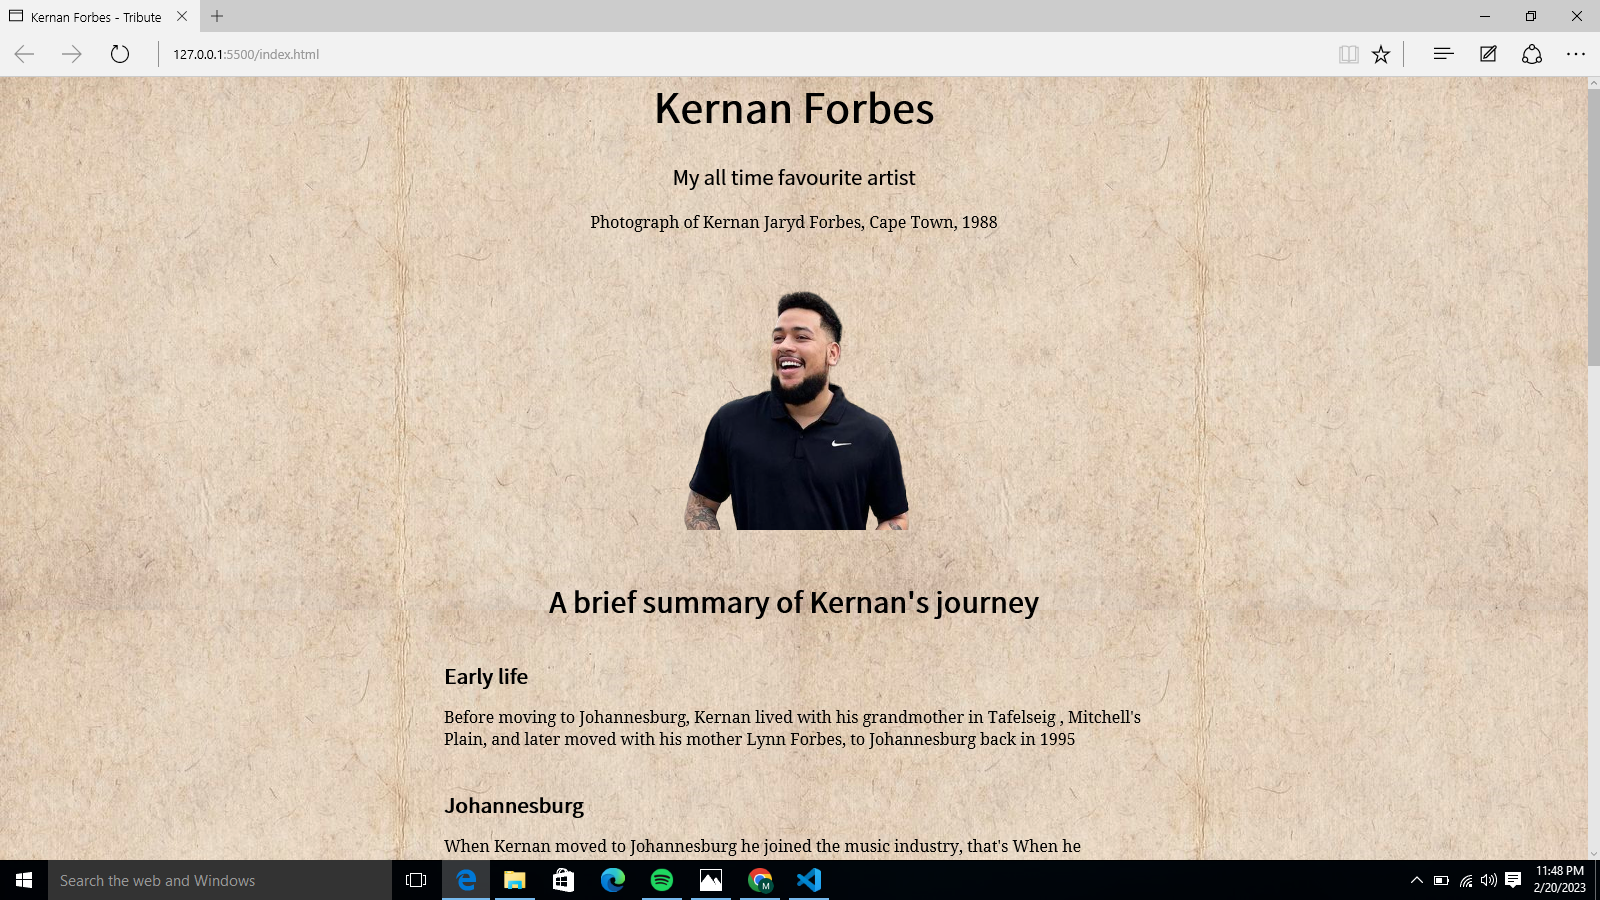 Kernan Forbes - Tribute
127.0.0.1:5500/index.html
Kernan Forbes
My all time favourite artist
Photograph of Kernan Jaryd Forbes, Cape Town, 1988
A brief summary of Kernan's journey
Early life
Before moving to Johannesburg, Kernan lived with his grandmother in Tafelseig , Mitchell's
Plain, and later moved with his mother Lynn Forbes, to Johannesburg back in 1995
Johannesburg
When Kernan moved to Johannesburg he joined the music industry, that's When he
Search the web and Windows
M
11:48 PM
2/20/2023